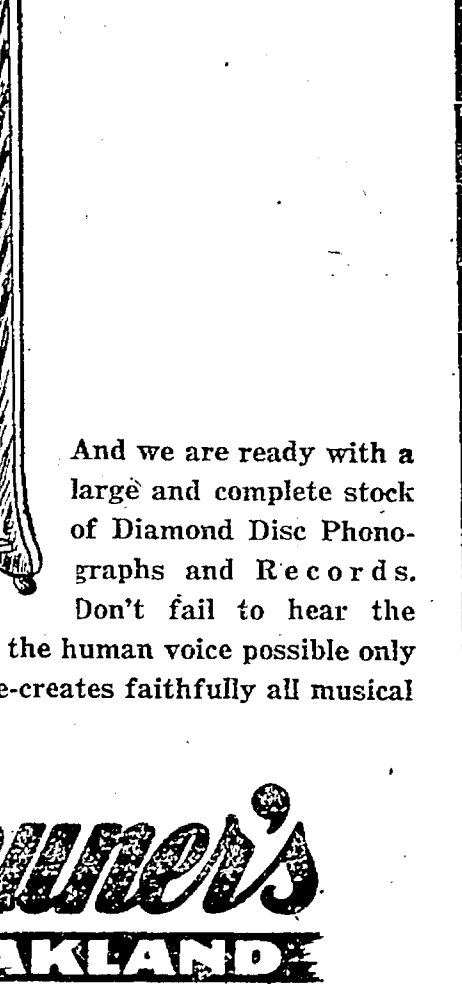 And we are ready with a
large and complete stock
of Diamond Disc Phono-
graphs and Records.
Don't fail to hear the
the human voice possible only
e-creates faithfully all musical
uner's
AKLAND